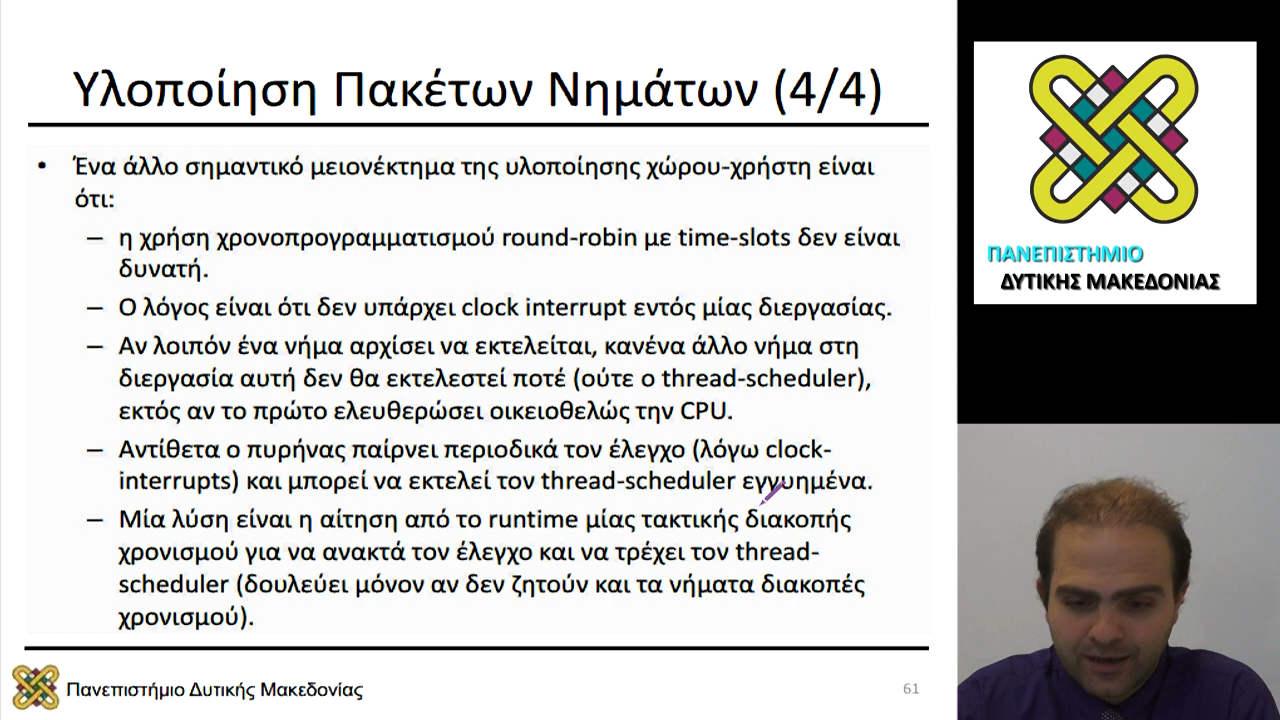 Υλοποίηση Πακέτων Νημάτων (4/4)
• Ένα άλλο σημαντικό μειονέκτημα της υλοποίησης χώρου-χρήστη είναι
ότι:
– η χρήση χρονοπρογραμματισμού round-robin με time-slots δεν είναι
δυνατή.
– Ο λόγος είναι ότι δεν υπάρχει clock interrupt εντός μίας διεργασίας.
– Αν λοιπόν ένα νήμα αρχίσει να εκτελείται, κανένα άλλο νήμα στη
διεργασία αυτή δεν θα εκτελεστεί ποτέ (ούτε ο thread-scheduler),
εκτός αν το πρώτο ελευθερώσει οικειοθελώς την CPU.
– Αντίθετα ο πυρήνας παίρνει περιοδικά τον έλεγχο (λόγω clock-
interrupts) και μπορεί να εκτελεί τον thread-scheduler εγγυημένα.
– Μία λύση είναι η αίτηση από το runtime μίας τακτικής διακοπής
χρονισμού για να ανακτά τον έλεγχο και να τρέχει τον thread-
scheduler (δουλεύει μόνον αν δεν ζητούν και τα νήματα διακοπές
χρονισμού).
Πανεπιστήμιο Δυτικής Μακεδονίας
61
ΠΑΝΕΠΙΣΤΗΜΙΟ
ΔΥΤΙΚΗΣ ΜΑΚΕΔΟΝΙΑΣ